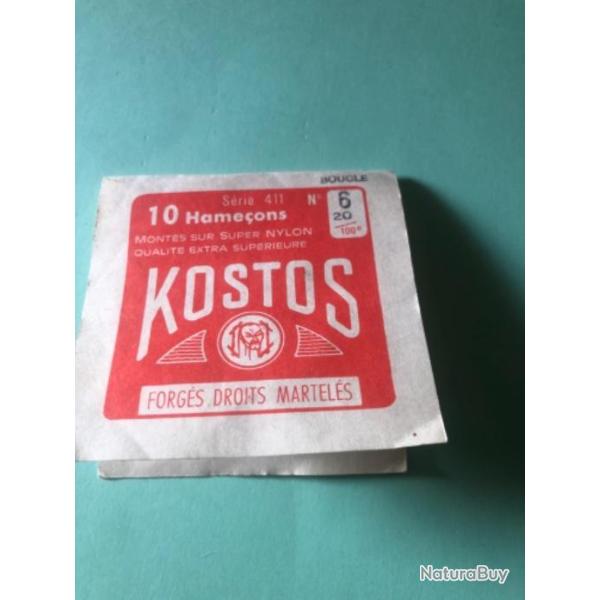 BOUCLE
Série 411 N° 6
10 Hameçons 20
100e
MONTÉS SUR SUPER NYLON
QUALITE EXTRA SUPERIEURE
KOSTOS
FORGÉS DROITS MARTELÉS
NaturaBuy